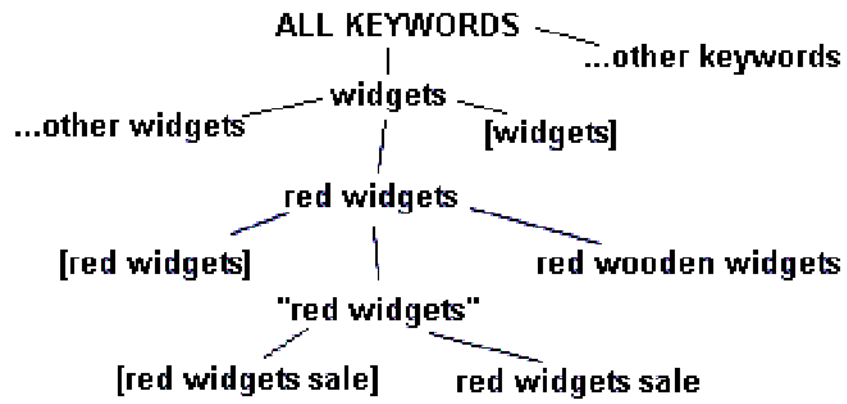 ALL KEYWORDS
...other keywords
widgets
...other widgets
[widgets]
red widgets
[red widgets]
red wooden widgets
"red widgets"
[red widgets sale]
red widgets sale